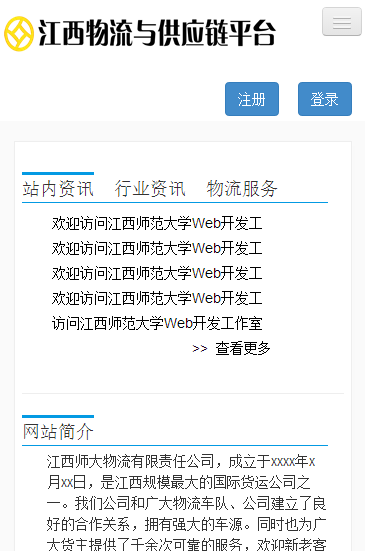 江西物流与供应链平台
注册 登录
站内资讯 行业资讯 物流服务
欢迎访问江西师范大学Web开发工
欢迎访问江西师范大学Web开发工
欢迎访问江西师范大学Web开发工
欢迎访问江西师范大学Web开发工
访问江西师范大学Web开发工作室
>> 查看更多
网站简介
江西师大物流有限责任公司，成立于xxxx年x
月xx日，是江西规模最大的国际货运公司之
一。我们公司和广大物流车队、公司建立了良
好的合作关系，拥有强大的车源。同时也为广
大货主提供了千余次可靠的服务，欢迎新老客